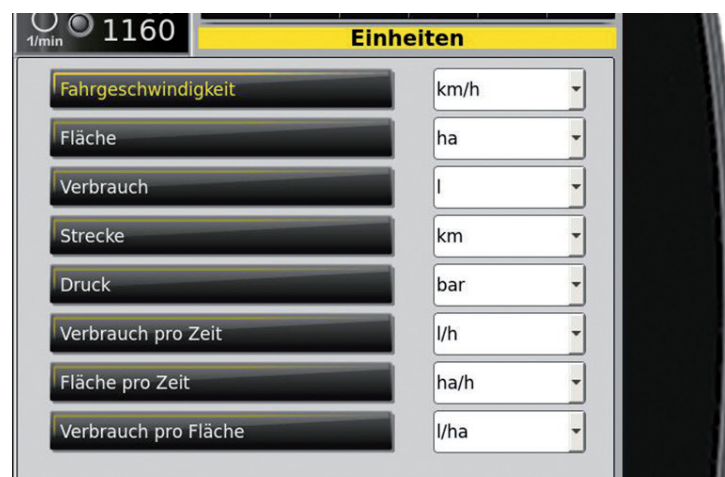 1/min 1160
Einheiten
Fahrgeschwindigkeit km/h
Fläche ha
Verbrauch l
Strecke km
Druck bar
Verbrauch pro Zeit l/h
Fläche pro Zeit ha/h
Verbrauch pro Fläche l/ha